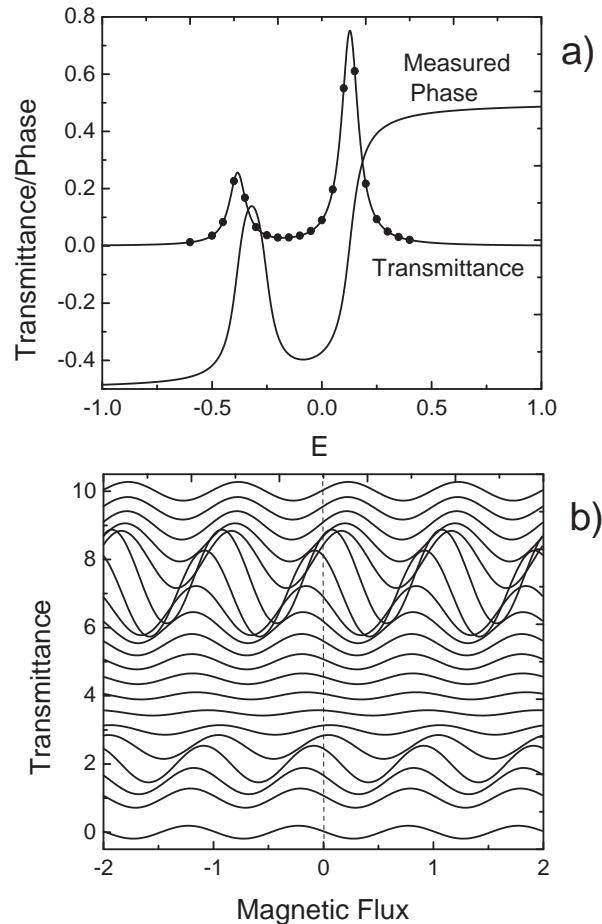 a)
0.8
0.6
0.4
0.2
0.0
-0.2
-0.4
Transmittance/Phase
Measured
Phase
Transmittance
-1.0 -0.5 0.0 0.5 1.0
E
b)
10
8
6
4
2
0
Transmittance
-2 -1 0 1 2
Magnetic Flux